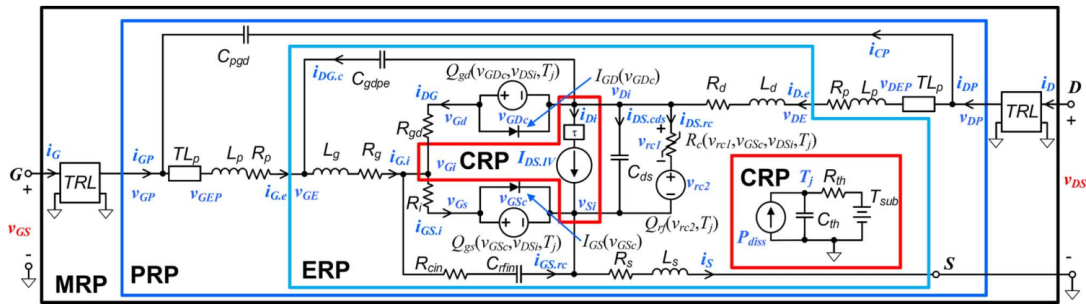 C_pgd
i_CP
i_DG.c
C_gdpe
Q_gd(v_GDc,v_DSi,T_j)
I_GD(v_GDc)
v_Di
R_d
L_d
i_D.e
R_p
L_p
v_DEP
TL_p
i_DP
i_D
D
+
i_DG
v_Gd
v_GDc
i_Di
i_DS.cds
i_DS.rc
v_DE
v_DP
TRL
R_gd
τ
+
v_rc1
-
R_c(v_rc1,v_GSc,v_DSi,T_j)
i_G
i_GP
TL_p
L_p
R_p
L_g
R_g
i_G.i
v_Gi
CRP
I_DS.IV
C_ds
v_rc2
G
+
TRL
v_GP
v_GEP
i_G.e
v_GE
CRP
T_j
R_th
T_sub
C_th
P_diss
v_DS
R_i
v_Gs
v_GSc
v_Si
i_GS.i
Q_gs(v_GSc,v_DSi,T_j)
I_GS(v_GSc)
Q_rf(v_rc2,T_j)
v_GS
-
MRP
PRP
ERP
R_cin
C_rfin
i_GS.rc
R_s
L_s
i_S
S
-